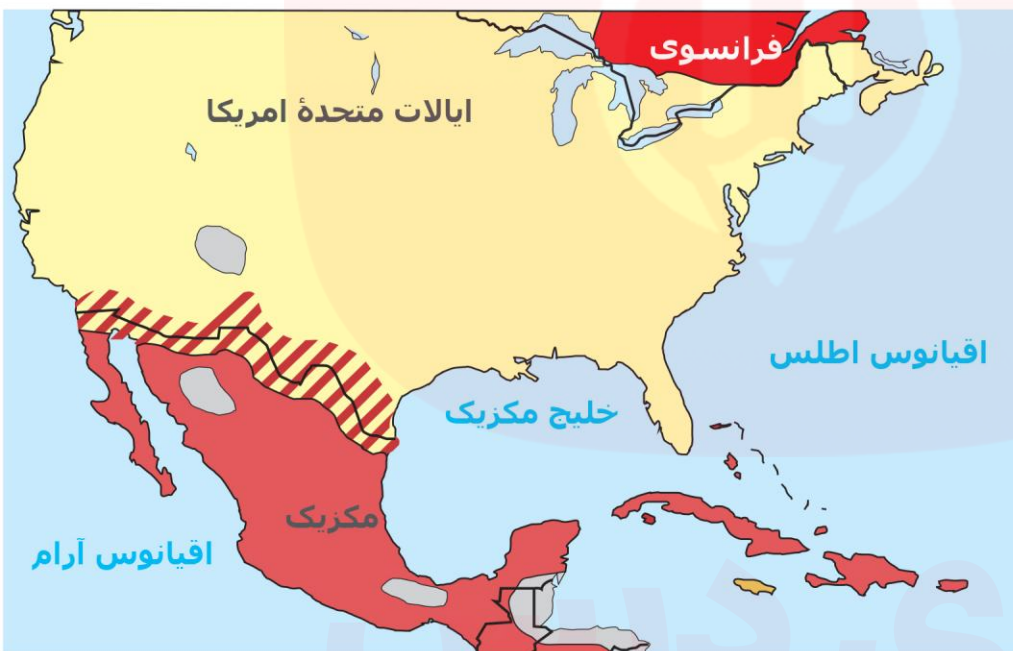 فرانسوی
ایالات متحدهٔ امریکا
اقیانوس اطلس
خلیج مکزیک
مکزیک
اقیانوس آرام